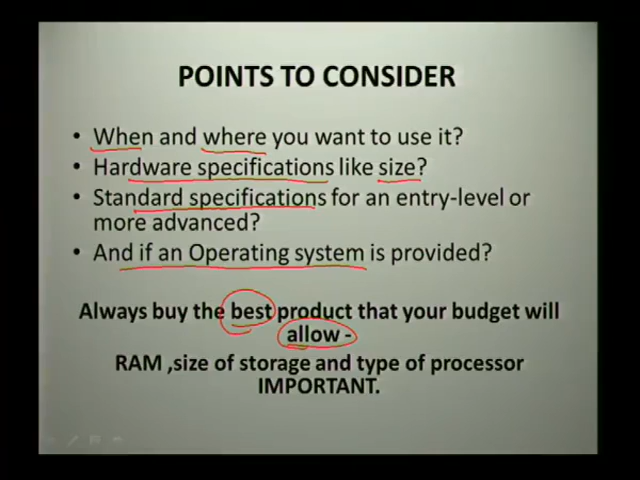 POINTS TO CONSIDER
• When and where you want to use it?
• Hardware specifications like size?
• Standard specifications for an entry-level or
more advanced?
• And if an Operating system is provided?
Always buy the best product that your budget will
allow -
RAM ,size of storage and type of processor
IMPORTANT.